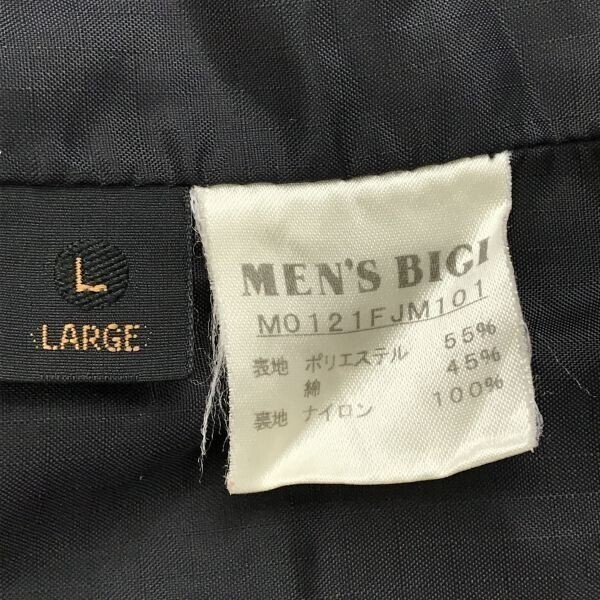 L
LARGE
MEN'S BIGI
M0121FJM101
表地 ポリエステル 55%
綿 45%
裏地 ナイロン 100%